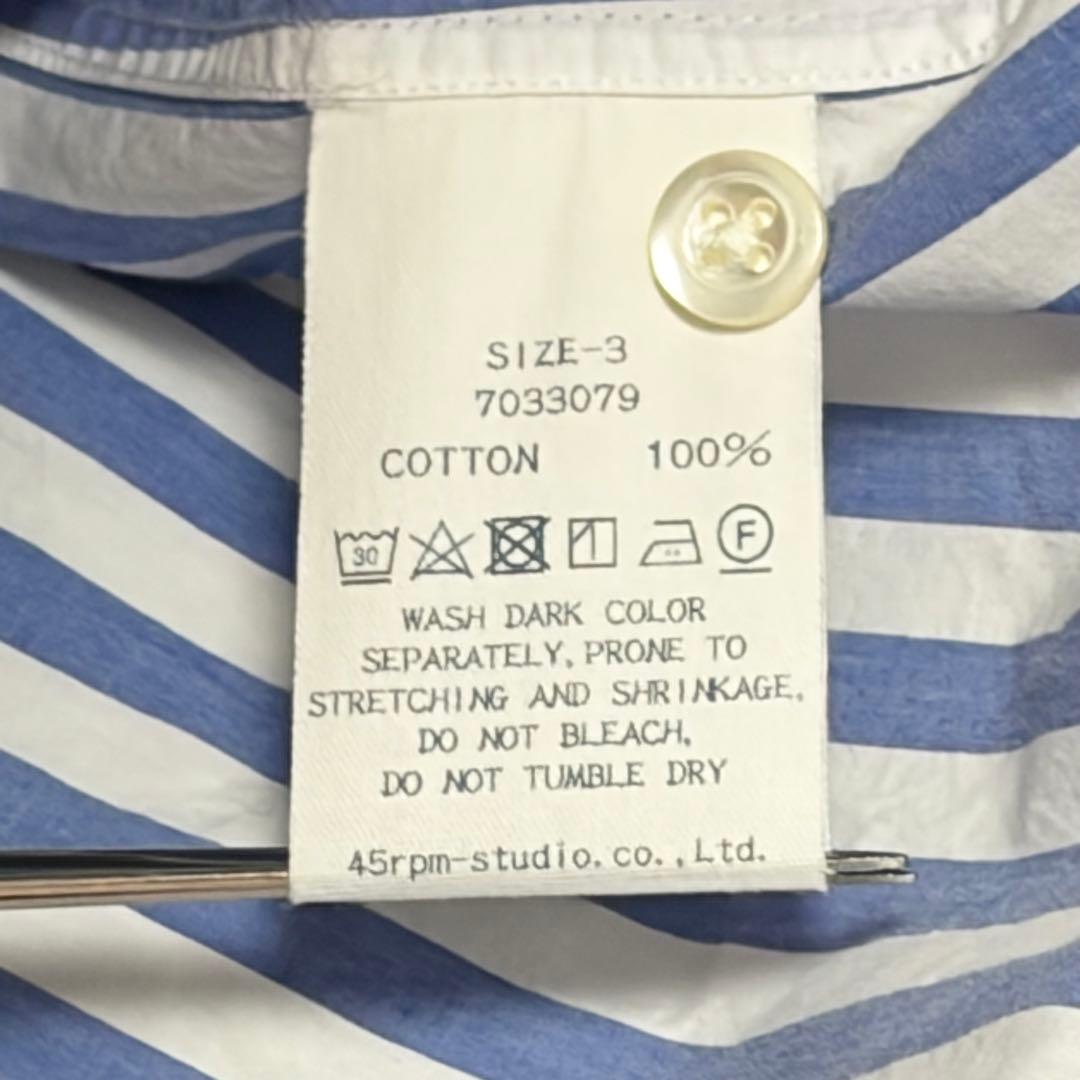 SIZE-3
7033079
COTTON 100%
30 F
WASH DARK COLOR
SEPARATELY, PRONE TO
STRETCHING AND SHRINKAGE,
DO NOT BLEACH,
DO NOT TUMBLE DRY
45rpm-studio.co.,Ltd.